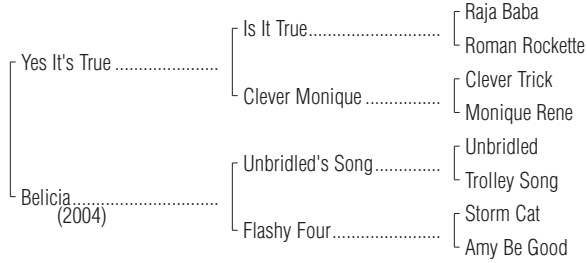 Raja Baba
Is It True
Roman Rockette
Yes It's True
Clever Trick
Clever Monique
Monique Rene
Unbridled
Unbridled's Song
Trolley Song
Belicia
(2004)
Storm Cat
Flashy Four
Amy Be Good